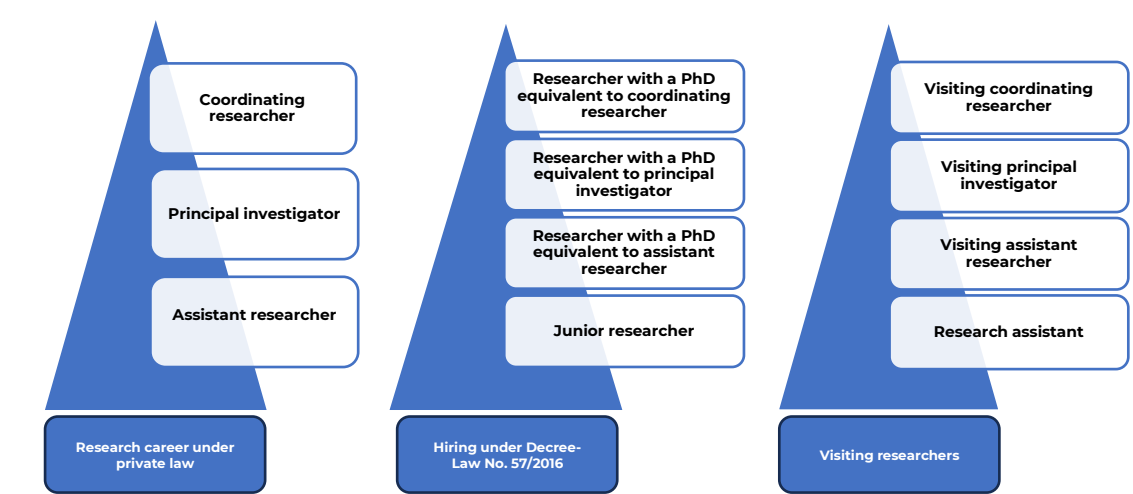 Coordinating
researcher
Principal investigator
Assistant researcher
Research career under
private law
Researcher with a PhD
equivalent to coordinating
researcher
Researcher with a PhD
equivalent to principal
investigator
Researcher with a PhD
equivalent to assistant
researcher
Junior researcher
Hiring under Decree-
Law No. 57/2016
Visiting coordinating
researcher
Visiting principal
investigator
Visiting assistant
researcher
Research assistant
Visiting researchers